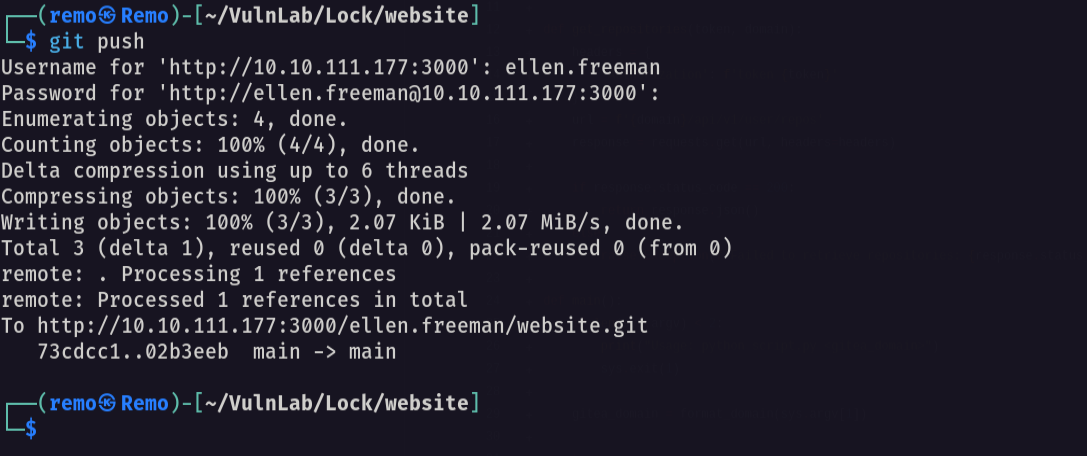 ┌──(remo㉿Remo)-[~/VulnLab/Lock/website]
└─$ git push
Username for 'http://10.10.111.177:3000': ellen.freeman
Password for 'http://ellen.freeman@10.10.111.177:3000':
Enumerating objects: 4, done.
Counting objects: 100% (4/4), done.
Delta compression using up to 6 threads
Compressing objects: 100% (3/3), done.
Writing objects: 100% (3/3), 2.07 KiB | 2.07 MiB/s, done.
Total 3 (delta 1), reused 0 (delta 0), pack-reused 0 (from 0)
remote: . Processing 1 references
remote: Processed 1 references in total
To http://10.10.111.177:3000/ellen.freeman/website.git
   73cdcc1..02b3eeb  main -> main
┌──(remo㉿Remo)-[~/VulnLab/Lock/website]
└─$